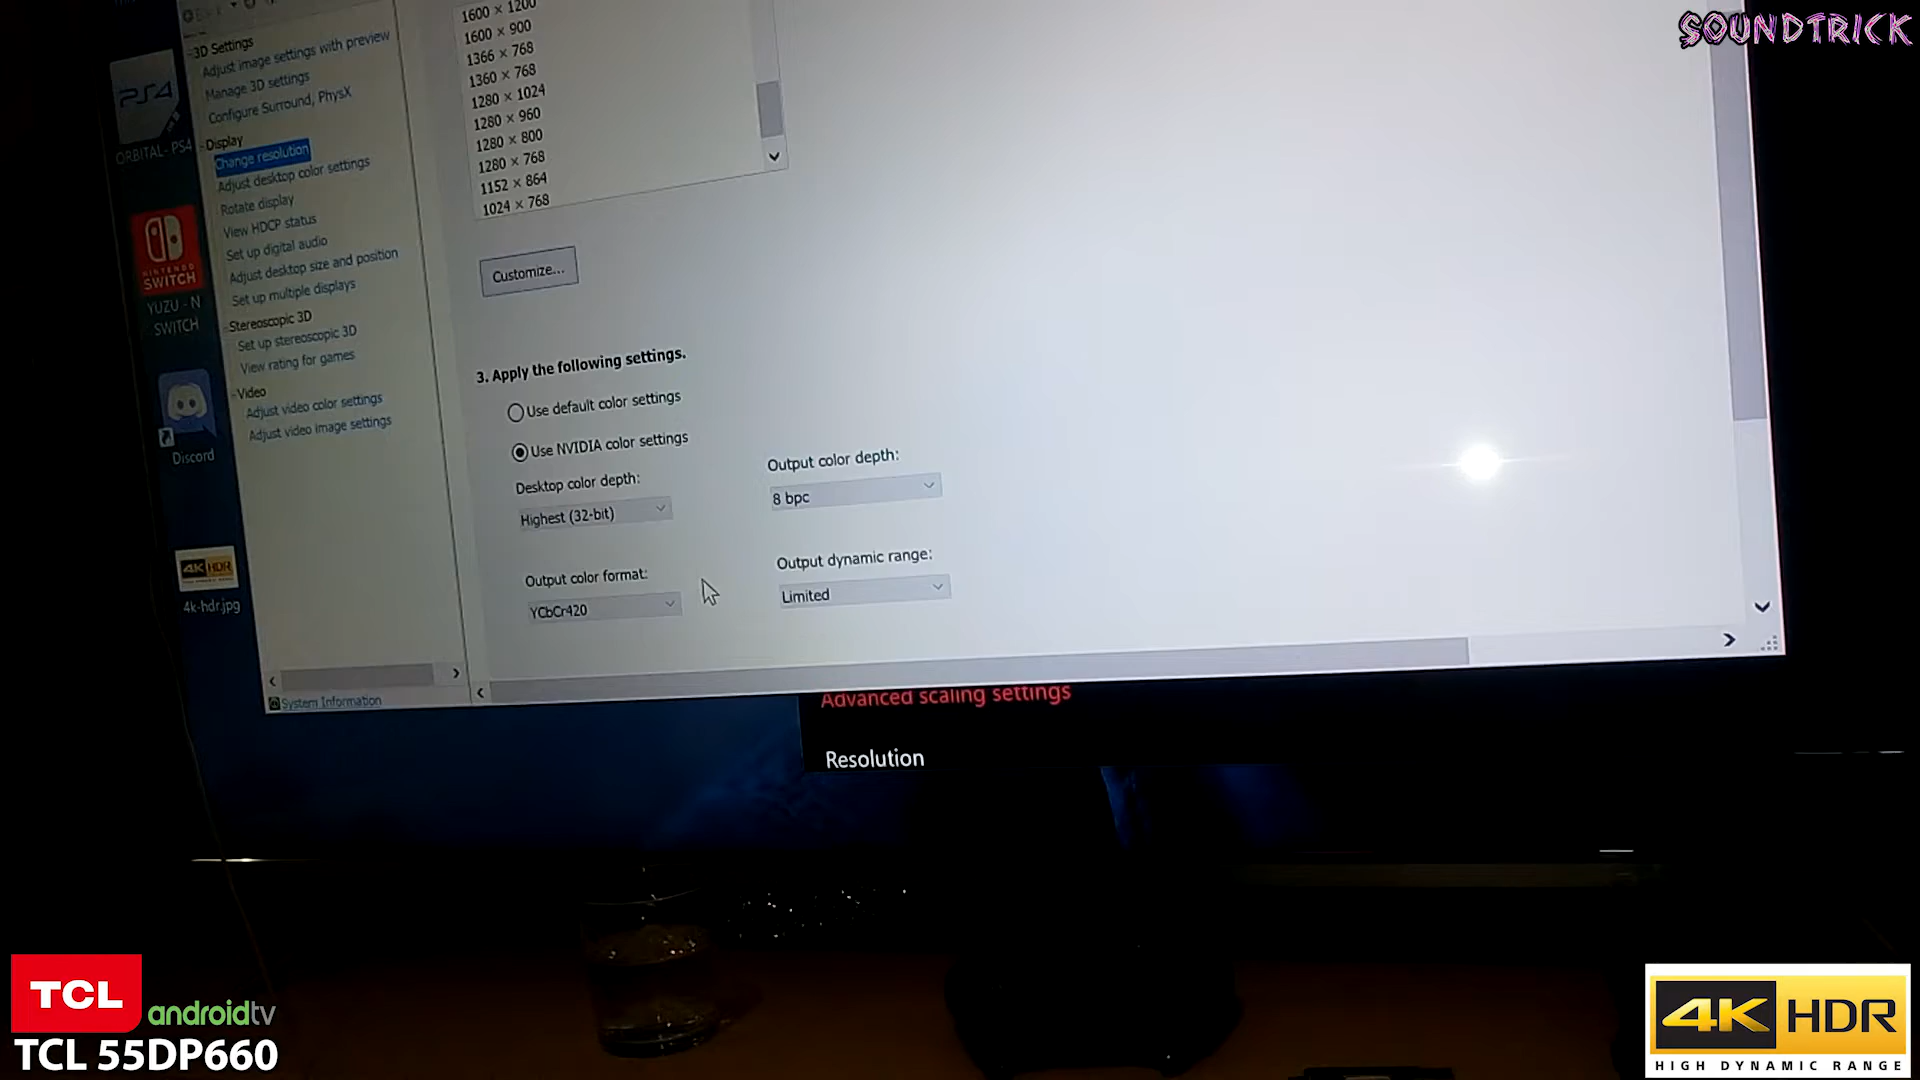 SOUNDTRICK
3D Settings
Adjust image settings with preview
Manage 3D settings
Configure Surround, PhysX
Display
Change resolution
Adjust desktop color settings
Rotate display
View HDCP status
Set up digital audio
Adjust desktop size and position
Set up multiple displays
Stereoscopic 3D
Set up stereoscopic 3D
View rating for games
Video
Adjust video color settings
Adjust video image settings
System Information
PS4
ORBITAL- PS4
NINTENDO
SWITCH
YUZU - N
SWITCH
Discord
4K HDR
4k-hdr.jpg
1600 × 1200
1600 × 900
1366 × 768
1360 × 768
1280 × 1024
1280 × 960
1280 × 800
1280 × 768
1152 × 864
1024 × 768
Customize...
3. Apply the following settings.
Use default color settings
Use NVIDIA color settings
Desktop color depth:
Highest (32-bit)
Output color depth:
8 bpc
Output color format:
YCbCr420
Output dynamic range:
Limited
Advanced scaling settings
Resolution
TCL androidtv
TCL 55DP660
4K HDR
HIGH DYNAMIC RANGE